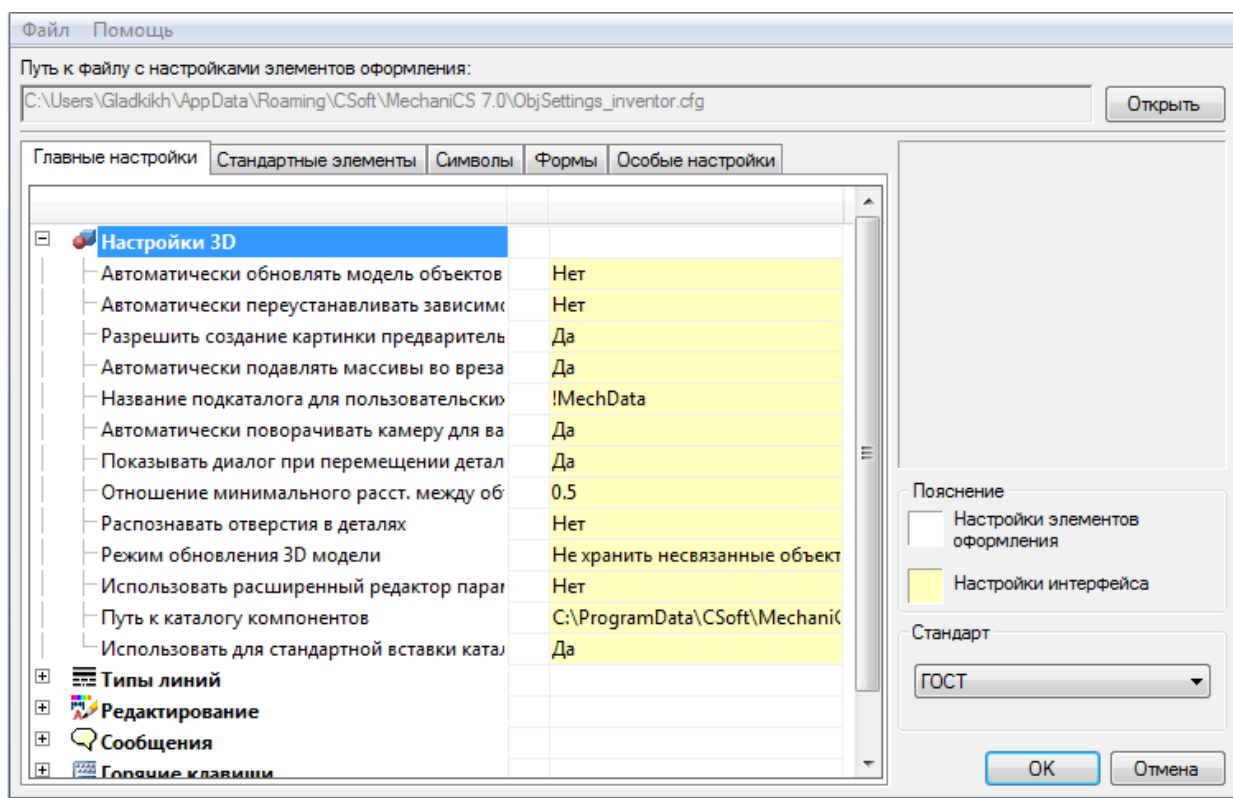 Файл Помощь
Путь к файлу с настройками элементов оформления:
C:\Users\Gladkikh\AppData\Roaming\CSoft\MechaniCS 7.0\ObjSettings_inventor.cfg Открыть
Главные настройки Стандартные элементы Символы Формы Особые настройки
Настройки 3D
Автоматически обновлять модель объектов Нет
Автоматически переустанавливать зависимо Нет
Разрешить создание картинки предваритель Да
Автоматически подавлять массивы во вреза Да
Название подкаталога для пользовательских !MechData
Автоматически поворачивать камеру для ва Да
Показывать диалог при перемещении детал Да
Отношение минимального расст. между об 0.5
Распознавать отверстия в деталях Нет
Режим обновления 3D модели Не хранить несвязанные объект
Использовать расширенный редактор парам Нет
Путь к каталогу компонентов C:\ProgramData\CSoft\MechaniC
Использовать для стандартной вставки катал Да
Типы линий
Редактирование
Сообщения
Горячие клавиши
Пояснение
Настройки элементов
оформления
Настройки интерфейса
Стандарт
ГОСТ
OK Отмена